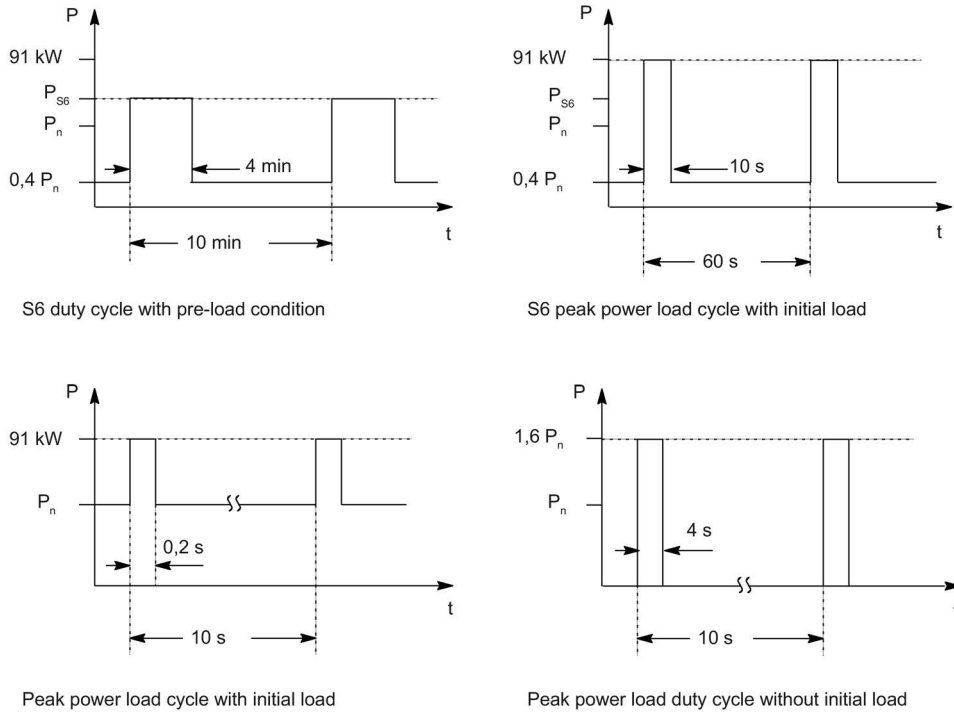 P
91 kW
P_S6
P_n
0,4 P_n
4 min
t
10 min
S6 duty cycle with pre-load condition
P
91 kW
P_S6
P_n
0,4 P_n
10 s
t
60 s
S6 peak power load cycle with initial load
P
91 kW
P_n
0,2 s
t
10 s
Peak power load cycle with initial load
P
1,6 P_n
P_n
4 s
10 s
Peak power load duty cycle without initial load